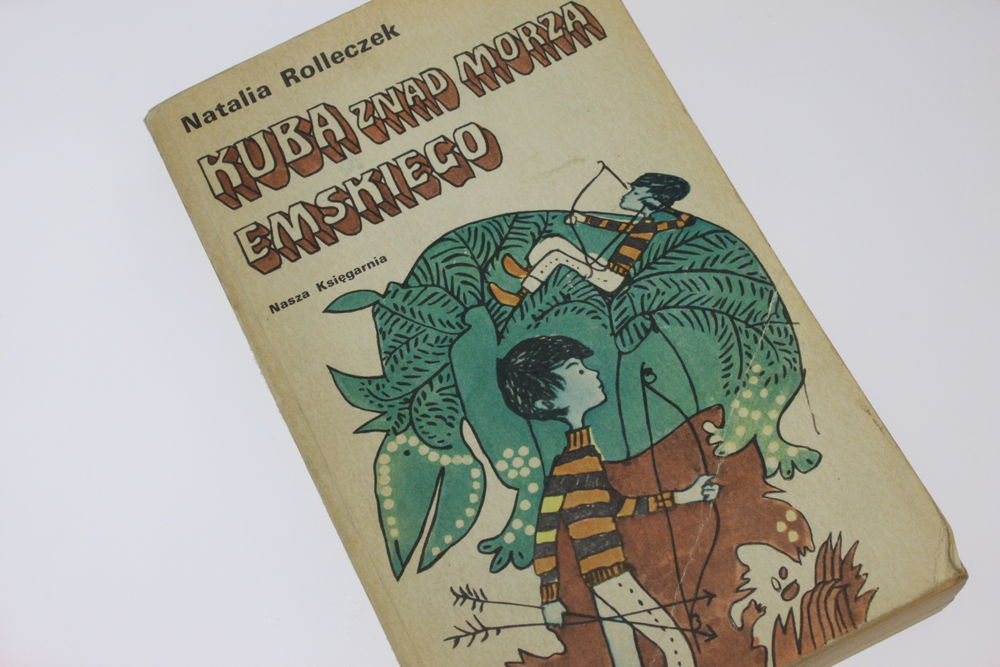 Natalia Rolleczek
KUBA ZNAD MORZA
EMSKIEGO
Nasza Księgarnia